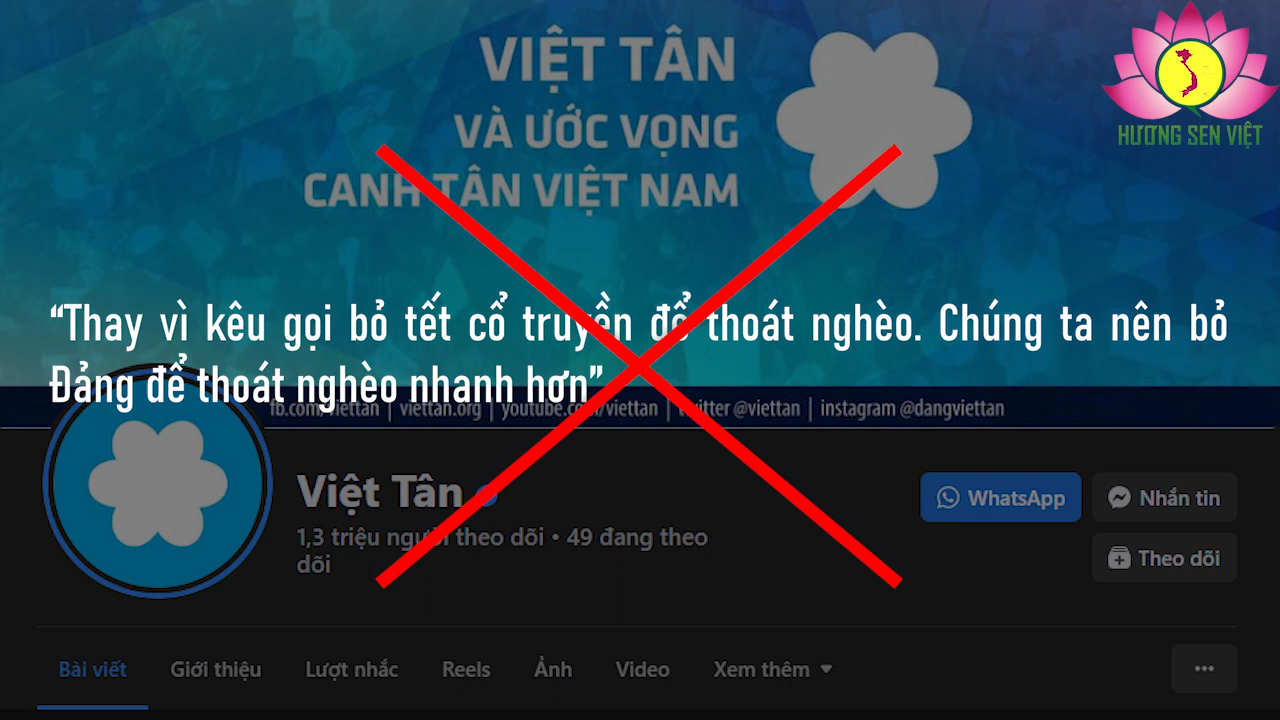 VIỆT TÂN
VÀ ƯỚC VỌNG
CANH TÂN VIỆT NAM
HƯƠNG SEN VIỆT
“Thay vì kêu gọi bỏ tết cổ truyền để thoát nghèo. Chúng ta nên bỏ
Đảng để thoát nghèo nhanh hơn”
fb.com/viettan | viettan.org | youtube.com/viettan | twitter @viettan | instagram @dangviettan
Việt Tân
1,3 triệu người theo dõi • 49 đang theo
dõi
WhatsApp
Nhắn tin
Theo dõi
Bài viết
Giới thiệu
Lượt nhắc
Reels
Ảnh
Video
Xem thêm